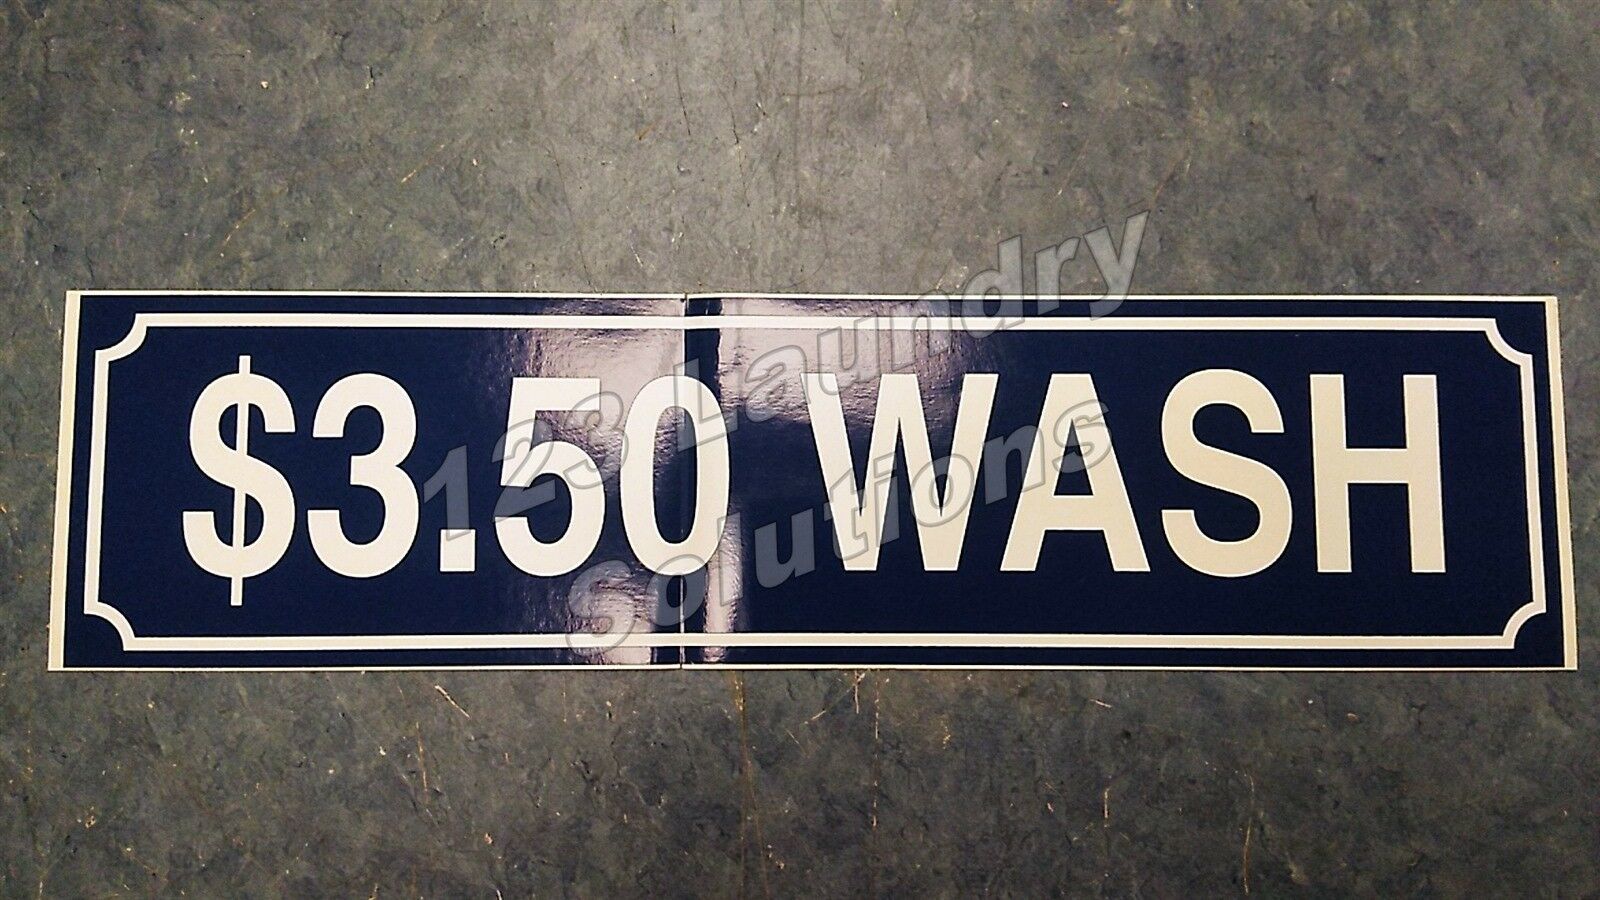 $3.50 WASH
123 Laundry
Solutions